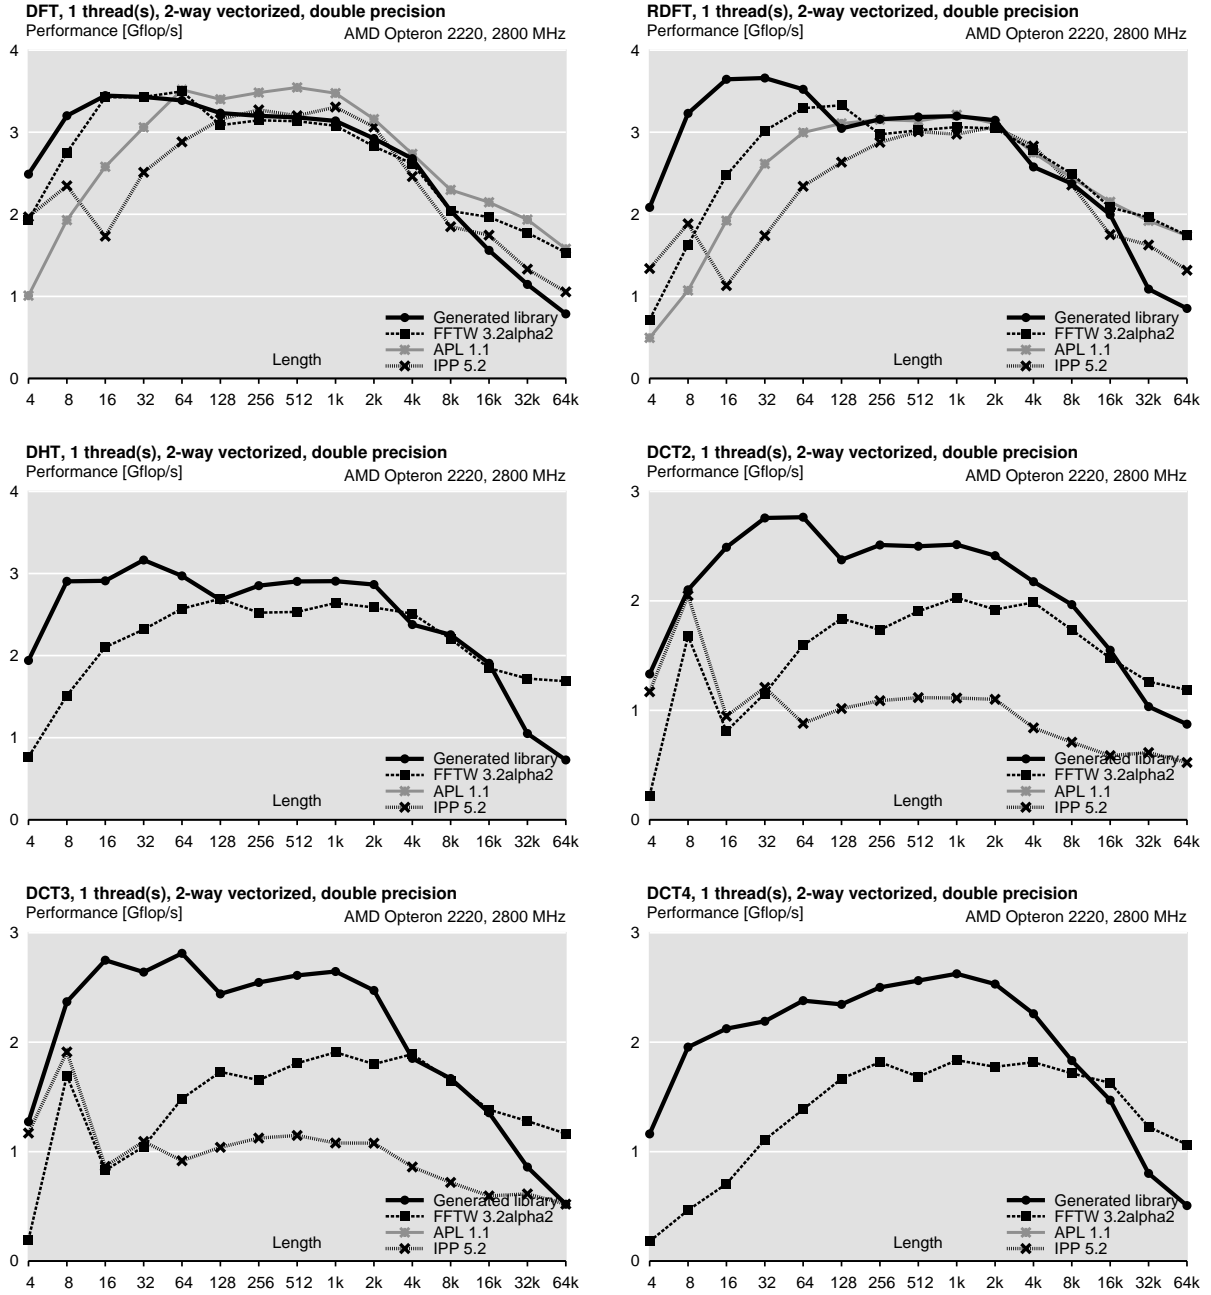 DFT, 1 thread(s), 2-way vectorized, double precision
Performance [Gflop/s]
AMD Opteron 2220, 2800 MHz
4
3
2
1
0
Generated library
FFTW 3.2alpha2
APL 1.1
IPP 5.2
Length
4 8 16 32 64 128 256 512 1k 2k 4k 8k 16k 32k 64k
RDFT, 1 thread(s), 2-way vectorized, double precision
Performance [Gflop/s]
AMD Opteron 2220, 2800 MHz
4
3
2
1
0
Generated library
FFTW 3.2alpha2
APL 1.1
IPP 5.2
Length
4 8 16 32 64 128 256 512 1k 2k 4k 8k 16k 32k 64k
DHT, 1 thread(s), 2-way vectorized, double precision
Performance [Gflop/s]
AMD Opteron 2220, 2800 MHz
4
3
2
1
0
Generated library
FFTW 3.2alpha2
APL 1.1
IPP 5.2
Length
4 8 16 32 64 128 256 512 1k 2k 4k 8k 16k 32k 64k
DCT2, 1 thread(s), 2-way vectorized, double precision
Performance [Gflop/s]
AMD Opteron 2220, 2800 MHz
3
2
1
0
Generated library
FFTW 3.2alpha2
APL 1.1
IPP 5.2
Length
4 8 16 32 64 128 256 512 1k 2k 4k 8k 16k 32k 64k
DCT3, 1 thread(s), 2-way vectorized, double precision
Performance [Gflop/s]
AMD Opteron 2220, 2800 MHz
3
2
1
0
Generated library
FFTW 3.2alpha2
APL 1.1
IPP 5.2
Length
4 8 16 32 64 128 256 512 1k 2k 4k 8k 16k 32k 64k
DCT4, 1 thread(s), 2-way vectorized, double precision
Performance [Gflop/s]
AMD Opteron 2220, 2800 MHz
3
2
1
0
Generated library
FFTW 3.2alpha2
APL 1.1
IPP 5.2
Length
4 8 16 32 64 128 256 512 1k 2k 4k 8k 16k 32k 64k